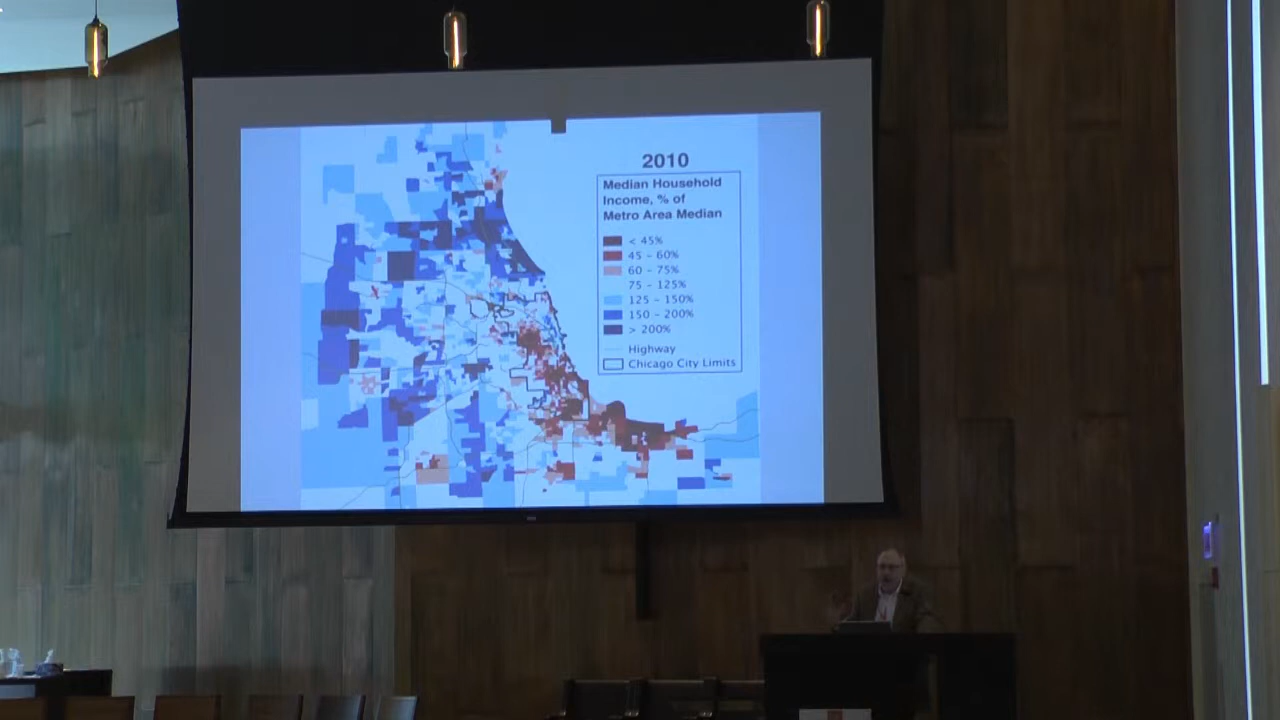 2010
Median Household
Income, % of
Metro Area Median
< 45%
45 - 60%
60 - 75%
75 - 125%
125 - 150%
150 - 200%
> 200%
Highway
Chicago City Limits